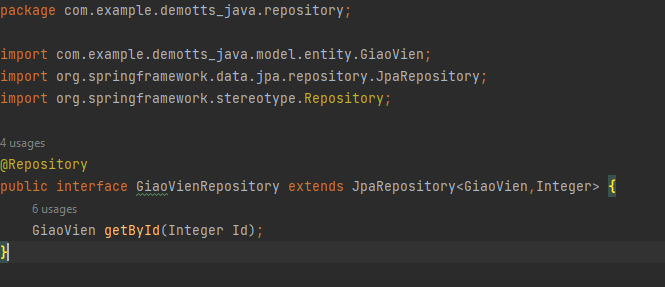 package com.example.demotts_java.repository;
import com.example.demotts_java.model.entity.GiaoVien;
import org.springframework.data.jpa.repository.JpaRepository;
import org.springframework.stereotype.Repository;
4 usages
@Repository
public interface GiaoVienRepository extends JpaRepository<GiaoVien,Integer> {
6 usages
GiaoVien getById(Integer Id);
}